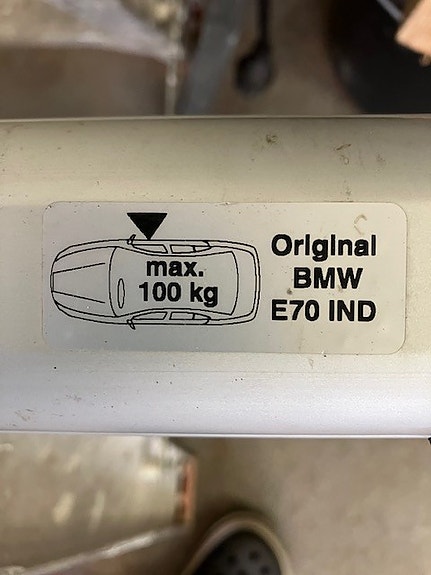 max.
100 kg
Original
BMW
E70 IND